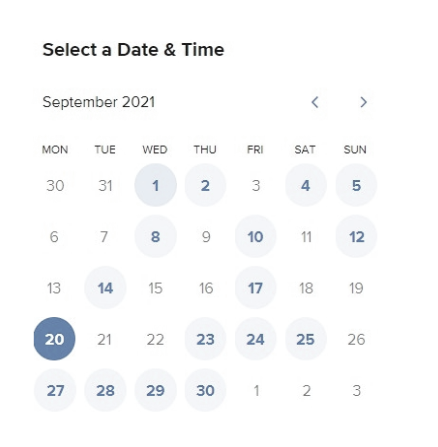 Select a Date & Time
September 2021
MON TUE WED THU FRI SAT SUN
30 31 1 2 3 4 5
6 7 8 9 10 11 12
13 14 15 16 17 18 19
20 21 22 23 24 25 26
27 28 29 30 1 2 3